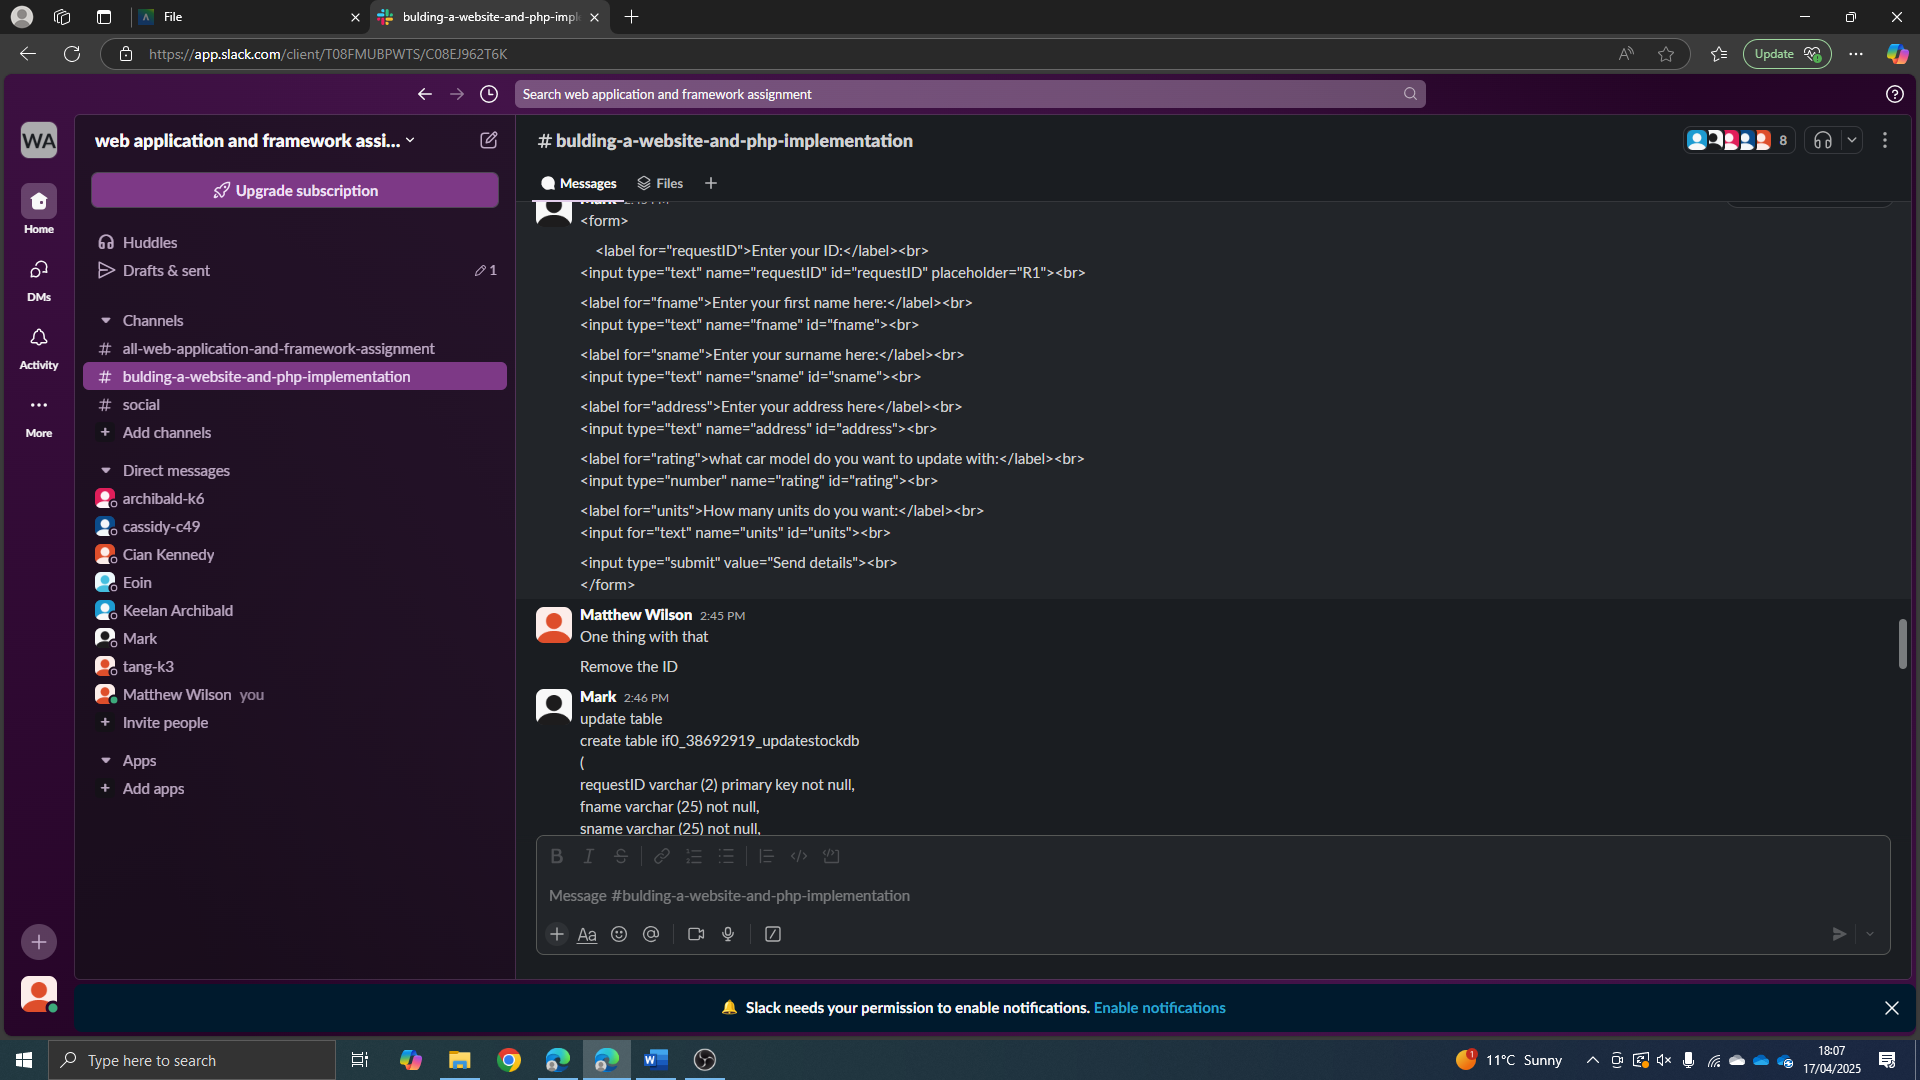 File
bulding-a-website-and-php-impl
https://app.slack.com/client/T08FMUBPWTS/C08EJ962T6K
Update
Search web application and framework assignment
WA
web application and framework assi...
Upgrade subscription
Home
DMs
Activity
More
Huddles
Drafts & sent
1
Channels
# all-web-application-and-framework-assignment
# bulding-a-website-and-php-implementation
# social
+ Add channels
Direct messages
archibald-k6
cassidy-c49
Cian Kennedy
Eoin
Keelan Archibald
Mark
tang-k3
Matthew Wilson you
+ Invite people
Apps
+ Add apps
# bulding-a-website-and-php-implementation
8
Messages
Files
<form>
<label for="requestID">Enter your ID:</label><br>
<input type="text" name="requestID" id="requestID" placeholder="R1"><br>
<label for="fname">Enter your first name here:</label><br>
<input type="text" name="fname" id="fname"><br>
<label for="sname">Enter your surname here:</label><br>
<input type="text" name="sname" id="sname"><br>
<label for="address">Enter your address here</label><br>
<input type="text" name="address" id="address"><br>
<label for="rating">what car model do you want to update with:</label><br>
<input type="number" name="rating" id="rating"><br>
<label for="units">How many units do you want:</label><br>
<input for="text" name="units" id="units"><br>
<input type="submit" value="Send details"><br>
</form>
Matthew Wilson 2:45 PM
One thing with that
Remove the ID
Mark 2:46 PM
update table
create table if0_38692919_updatestockdb
(
requestID varchar (2) primary key not null,
fname varchar (25) not null,
sname varchar (25) not null,
Message #bulding-a-website-and-php-implementation
Aa
Slack needs your permission to enable notifications. Enable notifications
Type here to search
1
11°C Sunny
18:07
17/04/2025